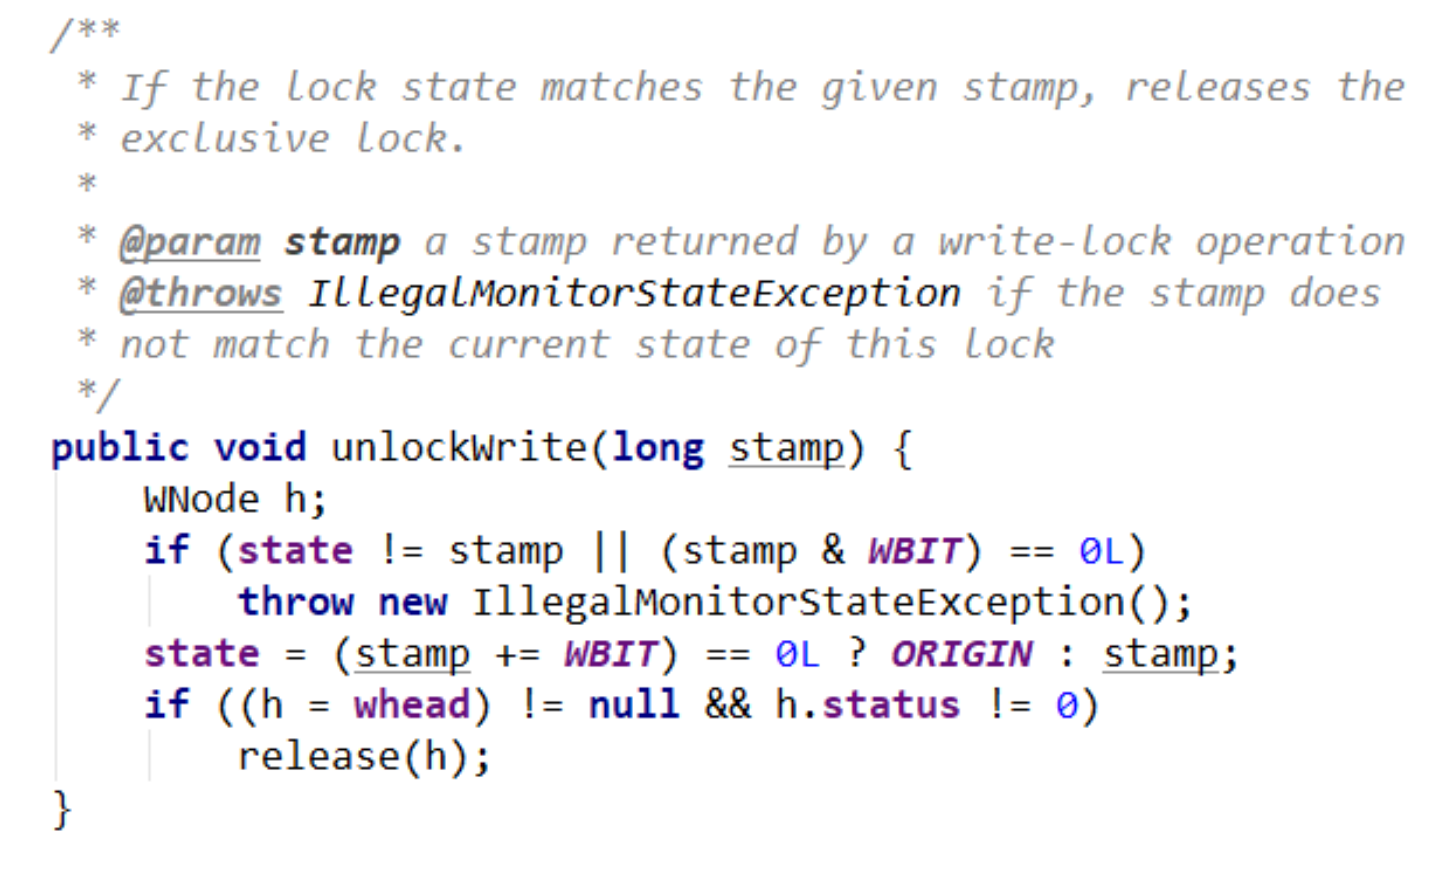 /**
 * If the lock state matches the given stamp, releases the
 * exclusive lock.
 *
 * @param stamp a stamp returned by a write-lock operation
 * @throws IllegalMonitorStateException if the stamp does
 * not match the current state of this lock
 */
public void unlockWrite(long stamp) {
    WNode h;
    if (state != stamp || (stamp & WBIT) == 0L)
        throw new IllegalMonitorStateException();
    state = (stamp += WBIT) == 0L ? ORIGIN : stamp;
    if ((h = whead) != null && h.status != 0)
        release(h);
}